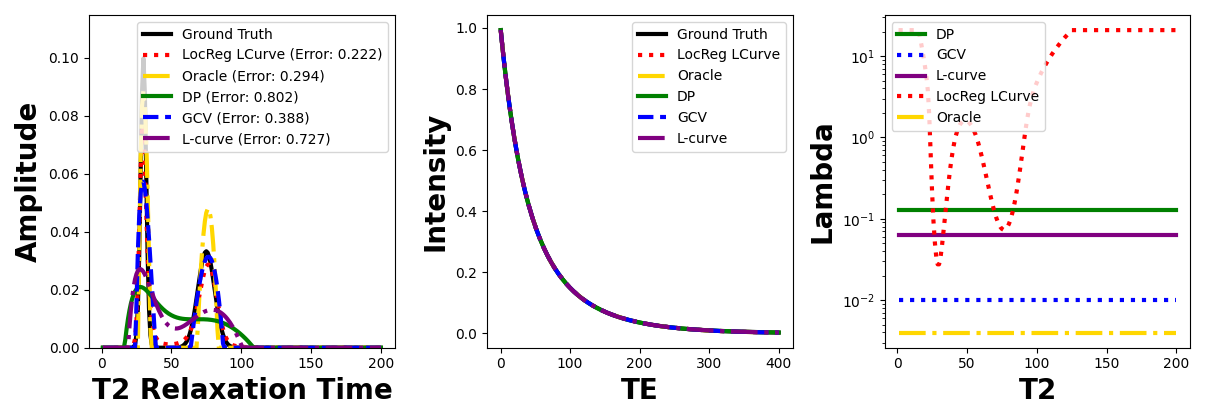 Amplitude
0.10
0.08
0.06
0.04
0.02
0.00
Ground Truth
LocReg LCurve (Error: 0.222)
Oracle (Error: 0.294)
DP (Error: 0.802)
GCV (Error: 0.388)
L-curve (Error: 0.727)
0 50 100 150 200
T2 Relaxation Time
Intensity
1.0
0.8
0.6
0.4
0.2
0.0
Ground Truth
LocReg LCurve
Oracle
DP
GCV
L-curve
0 100 200 300 400
TE
Lambda
10¹
10⁰
10⁻¹
10⁻²
DP
GCV
L-curve
LocReg LCurve
Oracle
0 50 100 150 200
T2